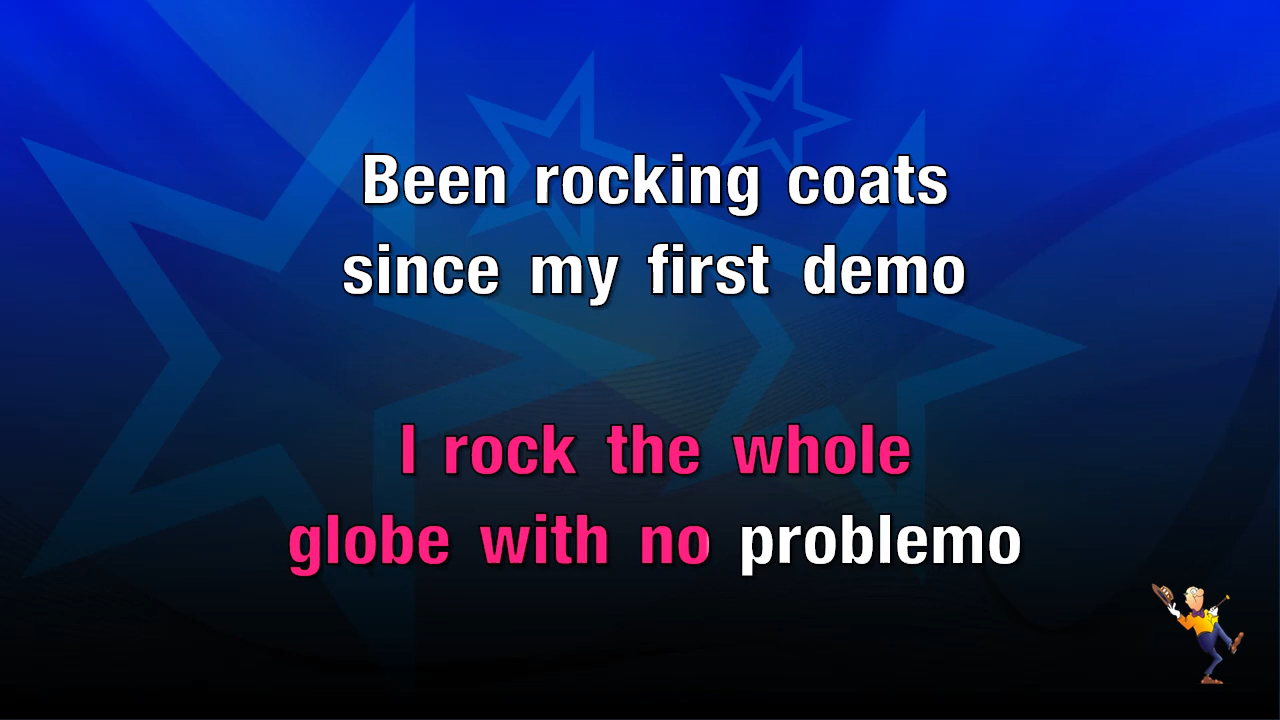 Been rocking coats
since my first demo
I rock the whole
globe with no problemo